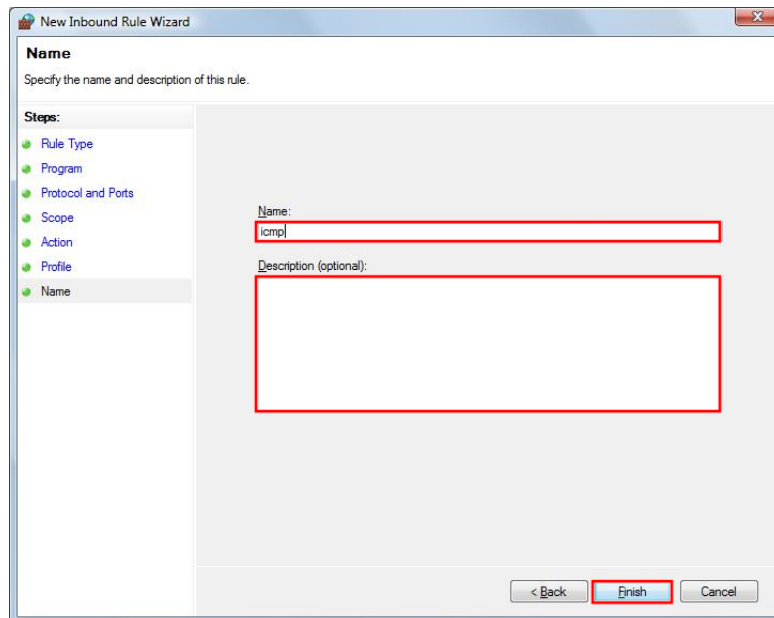 New Inbound Rule Wizard
Name
Specify the name and description of this rule.
Steps:
Rule Type
Program
Protocol and Ports
Scope
Action
Profile
Name
Name:
icmp
Description (optional):
< Back
Finish
Cancel